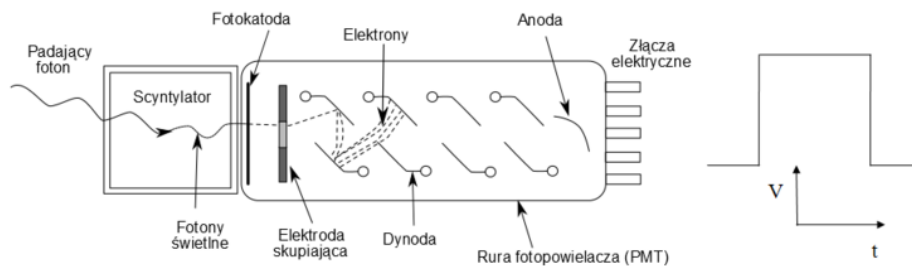 Fotokatoda
Padający
foton
Scyntylator
Elektrony
Anoda
Złącza
elektryczne
Fotony
świetlne
Elektroda
skupiająca
Dynoda
Rura fotopowielacza (PMT)
V
t